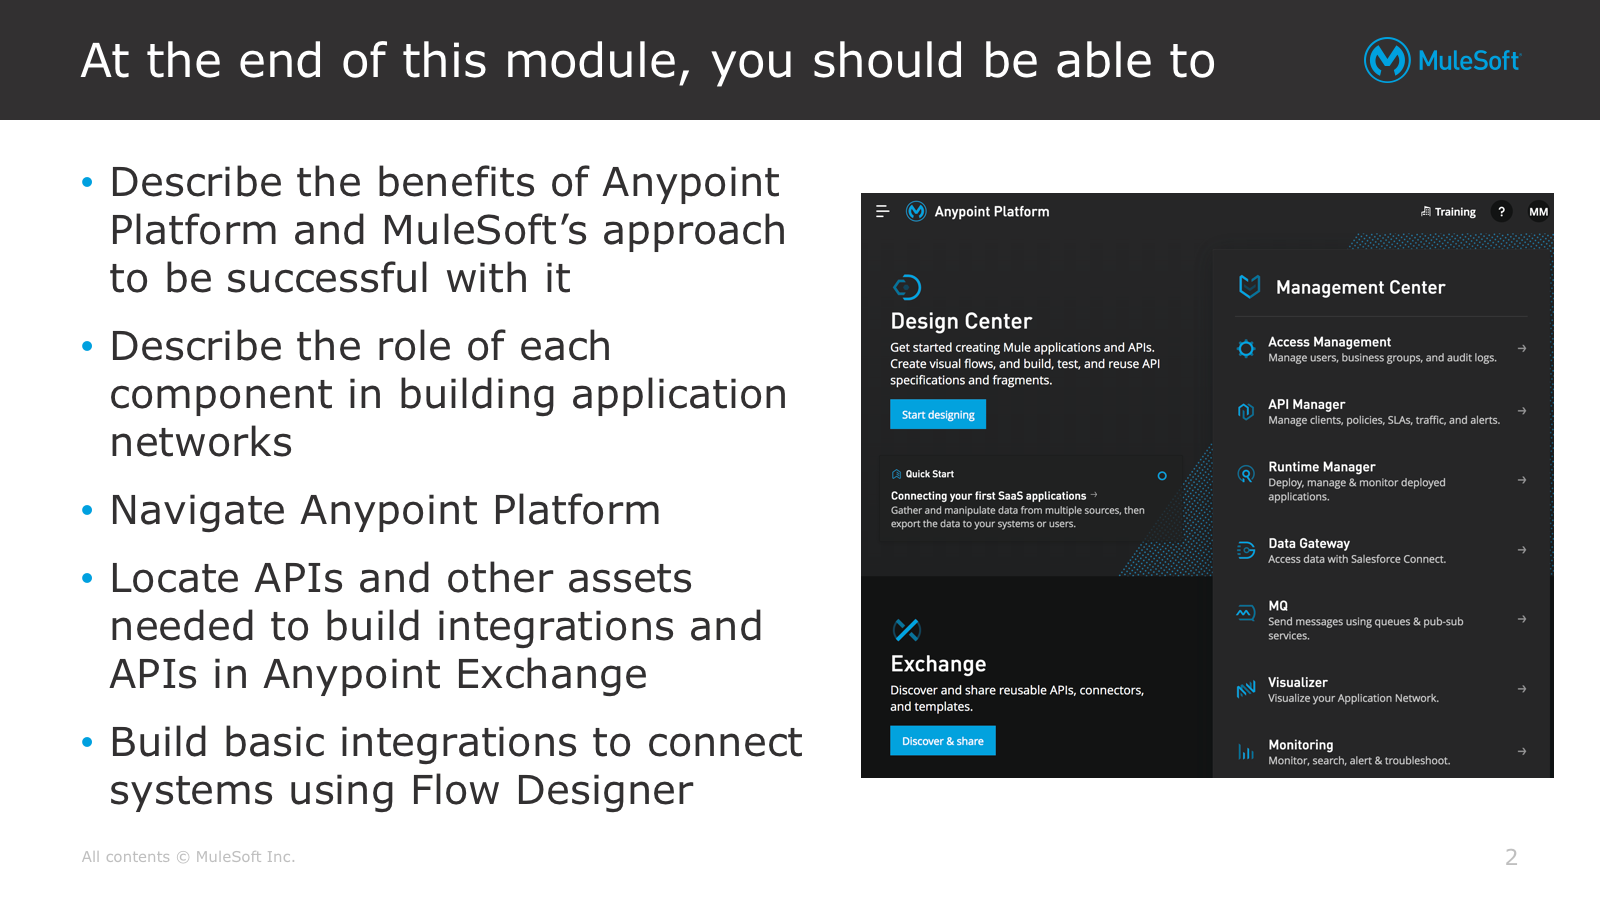 At the end of this module, you should be able to
MuleSoft
• Describe the benefits of Anypoint
Platform and MuleSoft’s approach
to be successful with it
• Describe the role of each
component in building application
networks
• Navigate Anypoint Platform
• Locate APIs and other assets
needed to build integrations and
APIs in Anypoint Exchange
• Build basic integrations to connect
systems using Flow Designer
Anypoint Platform
Training
?
MM
Design Center
Get started creating Mule applications and APIs.
Create visual flows, and build, test, and reuse API
specifications and fragments.
Start designing
Quick Start
Connecting your first SaaS applications →
Gather and manipulate data from multiple sources, then
export the data to your systems or users.
Exchange
Discover and share reusable APIs, connectors,
and templates.
Discover & share
Management Center
Access Management
Manage users, business groups, and audit logs.
API Manager
Manage clients, policies, SLAs, traffic, and alerts.
Runtime Manager
Deploy, manage & monitor deployed
applications.
Data Gateway
Access data with Salesforce Connect.
MQ
Send messages using queues & pub-sub
services.
Visualizer
Visualize your Application Network.
Monitoring
Monitor, search, alert & troubleshoot.
All contents © MuleSoft Inc.
2